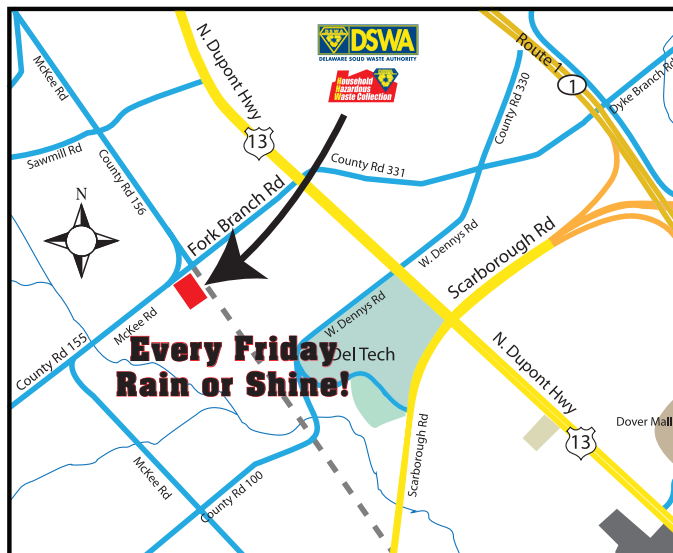 DSWA
DELAWARE SOLID WASTE AUTHORITY
Household
Hazardous
Waste Collection
N. Dupont Hwy
13
Route 1
1
Dyke Branch Rd
County Rd 330
McKee Rd
Sawmill Rd
County Rd 156
County Rd 331
N
Fork Branch Rd
W. Dennys Rd
Scarborough Rd
McKee Rd
County Rd 155
W. Dennys Rd
Del Tech
Every Friday
Rain or Shine!
N. Dupont Hwy
13
Dover Mall
Scarborough Rd
McKee Rd
County Rd 100